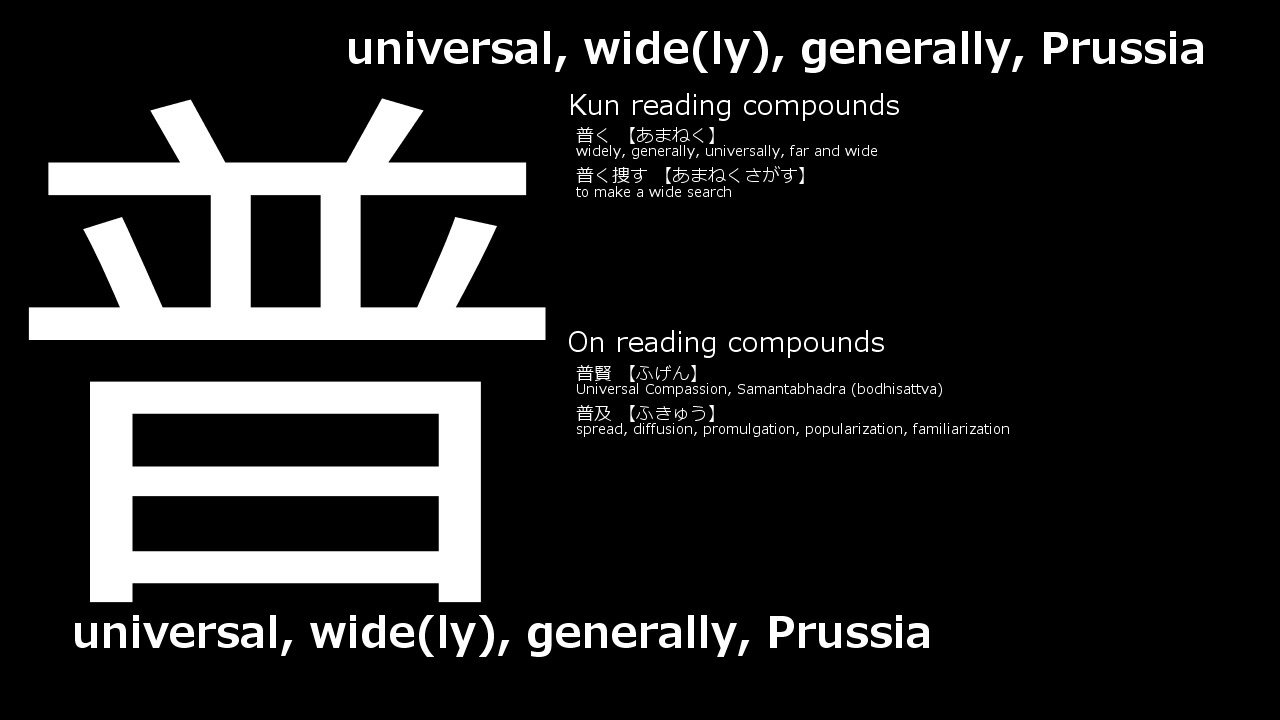 universal, wide(ly), generally, Prussia
普
Kun reading compounds
普く 【あまねく】
widely, generally, universally, far and wide
普く捜す 【あまねくさがす】
to make a wide search
On reading compounds
普賢 【ふげん】
Universal Compassion, Samantabhadra (bodhisattva)
普及 【ふきゅう】
spread, diffusion, promulgation, popularization, familiarization
universal, wide(ly), generally, Prussia